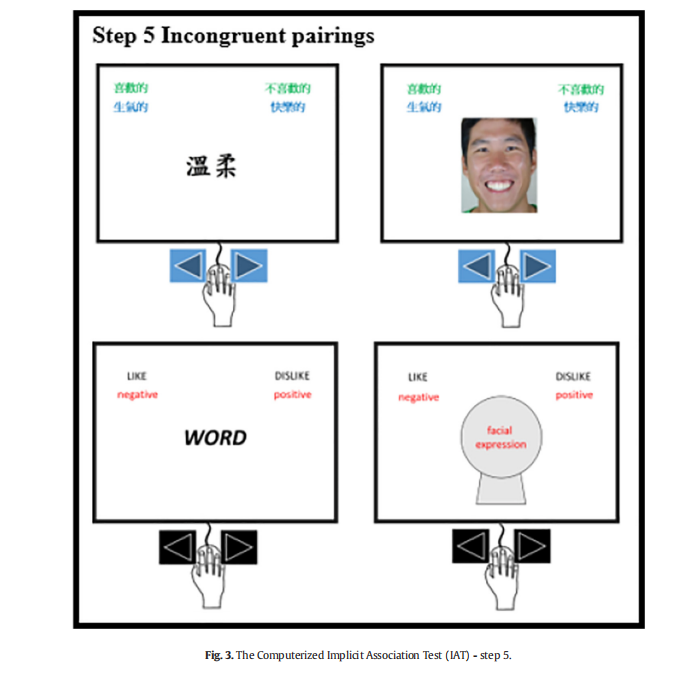 Step 5 Incongruent pairings
喜歡的 不喜歡的
生氣的 快樂的
溫柔
喜歡的 不喜歡的
生氣的 快樂的
LIKE DISLIKE
negative positive
WORD
LIKE DISLIKE
negative positive
facial
expression
Fig. 3. The Computerized Implicit Association Test (IAT) - step 5.